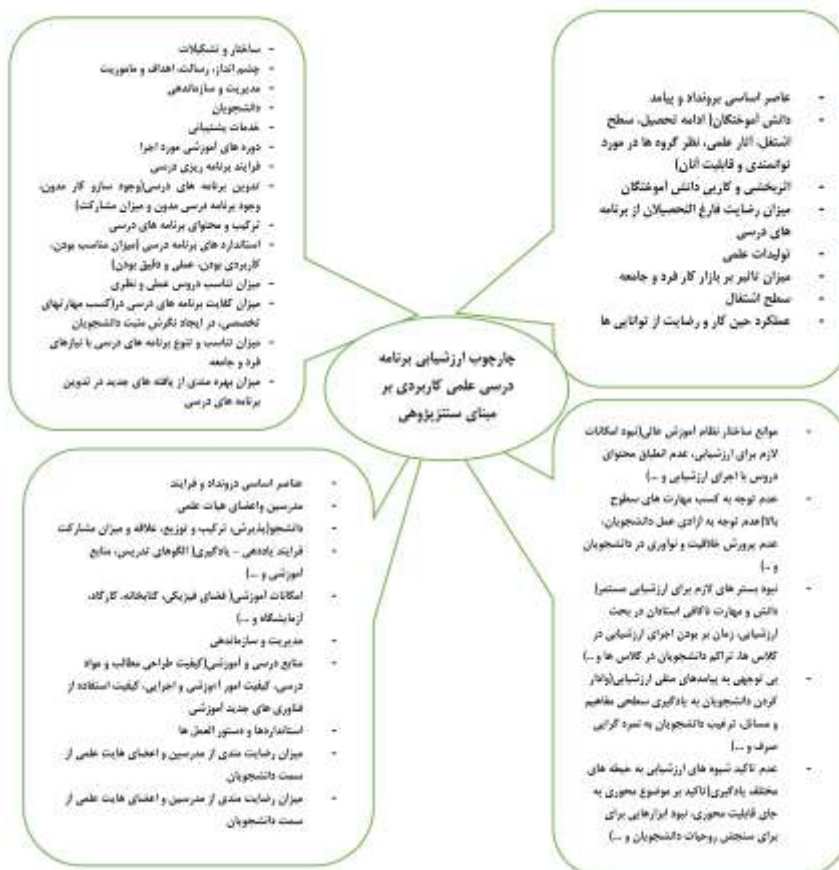 - ساختار و تشکیلات
- چشم انداز، رسالت، اهداف و ماموریت
- مدیریت و سازماندهی
- دانشجویان
- خدمات پشتیبانی
- دوره های آموزشی مورد اجرا
- فرایند برنامه ریزی درسی
- تدوین برنامه های درسی(وجود سازو کار مدون،
وجود برنامه درسی مدون و میزان مشارکت)
- ترکیب و محتوای برنامه های درسی
- استاندارد های برنامه درسی (میزان مناسب بودن،
کاربردی بودن، عملی و دقیق بودن)
- میزان تناسب دروس عملی و نظری
- میزان کفایت برنامه های درسی در(کسب مهارتهای
تخصصی، در ایجاد نگرش مثبت دانشجویان
- میزان تناسب و تنوع برنامه های درسی با نیازهای
فرد و جامعه
- میزان بهره مندی از یافته های جدید در تدوین
برنامه های درسی
- عاصر اساسی برونداد و پیامد
- دانش آموختگان( ادامه تحصیل، سطح
اشتغل، آثار علمی، نظر گروه ها در مورد
توانمندی و قابلیت آنان)
- اثربخشی و کاریی دانش آموختگان
- میزان رضایت فارغ التحصیلان از برنامه
های درسی
- تولیدات علمی
- میزان تاثیر بر بازار کار فرد و جامعه
- سطح اشتغال
- عملکرد حین کار و رضایت از توانایی ها
چارچوب ارزشیابی برنامه
درسی علمی کاربردی بر
مبنای سنتزپژوهی
- عناصر اساسی درونداد و فرایند
- مدرسین واعضای هیات علمی
- دانشجو(پذیرش، ترکیب و توزیع، علاقه و میزان مشارکت
- فرایند یاددهی – یادگیری( الگوهای تدریس، منابع
آموزشی و ...)
- امکانات آموزشی( فضای فیزیکی، کتابخانه، کارگاه،
آزمایشگاه و ...)
- مدیریت و سازماندهی
- منابع درسی و آموزشی(کیفیت طراحی مطالب و مواد
درسی، کیفیت امور آموزشی و اجرایی، کیفیت استفاده از
فناوری های جدید آموزشی
- استانداردها و دستور العمل ها
- میزان رضایت مندی از مدرسین و اعضای هایت علمی از
سمت دانشجویان
- میزان رضایت مندی از مدرسین و اعضای هایت علمی از
سمت دانشجویان
- موانع ساختار نظام آموزش عالی(نبود امکانات
لازم برای ارزشیابی، عدم انطباق محتوای
دروس با اجرای ارزشیابی و ...)
- عدم توجه به کسب مهارت های سطوح
بالا(عدم توجه به آزادی عمل دانشجویان،
عدم پرورش خلاقیت و نوآوری در دانشجویان
و ..)
- نبود بستر های لازم برای ارزشیابی مستمر(
دانش و مهارت ناکافی استادان در بحث
ارزشیابی، زمان بر بودن اجرای ارزشیابی در
کلاس ها، تراکم دانشجویان در کلاس ها و ...)
- بی توجهی به پیامدهای منفی ارزشیابی(وادار
کردن دانشجویان به یادگیری سطحی مفاهیم
و مسائل، ترغیب دانشجویان به نمره گرایی
صرف و ...)
- عدم تاکید شیوه های ارزشیابی به حیطه های
مختلف یادگیری(تاکید بر موضوع محوری به
جای قابلیت محوری، نبود ابزارهایی برای
برای سنجش روحیات دانشجویان و ...)